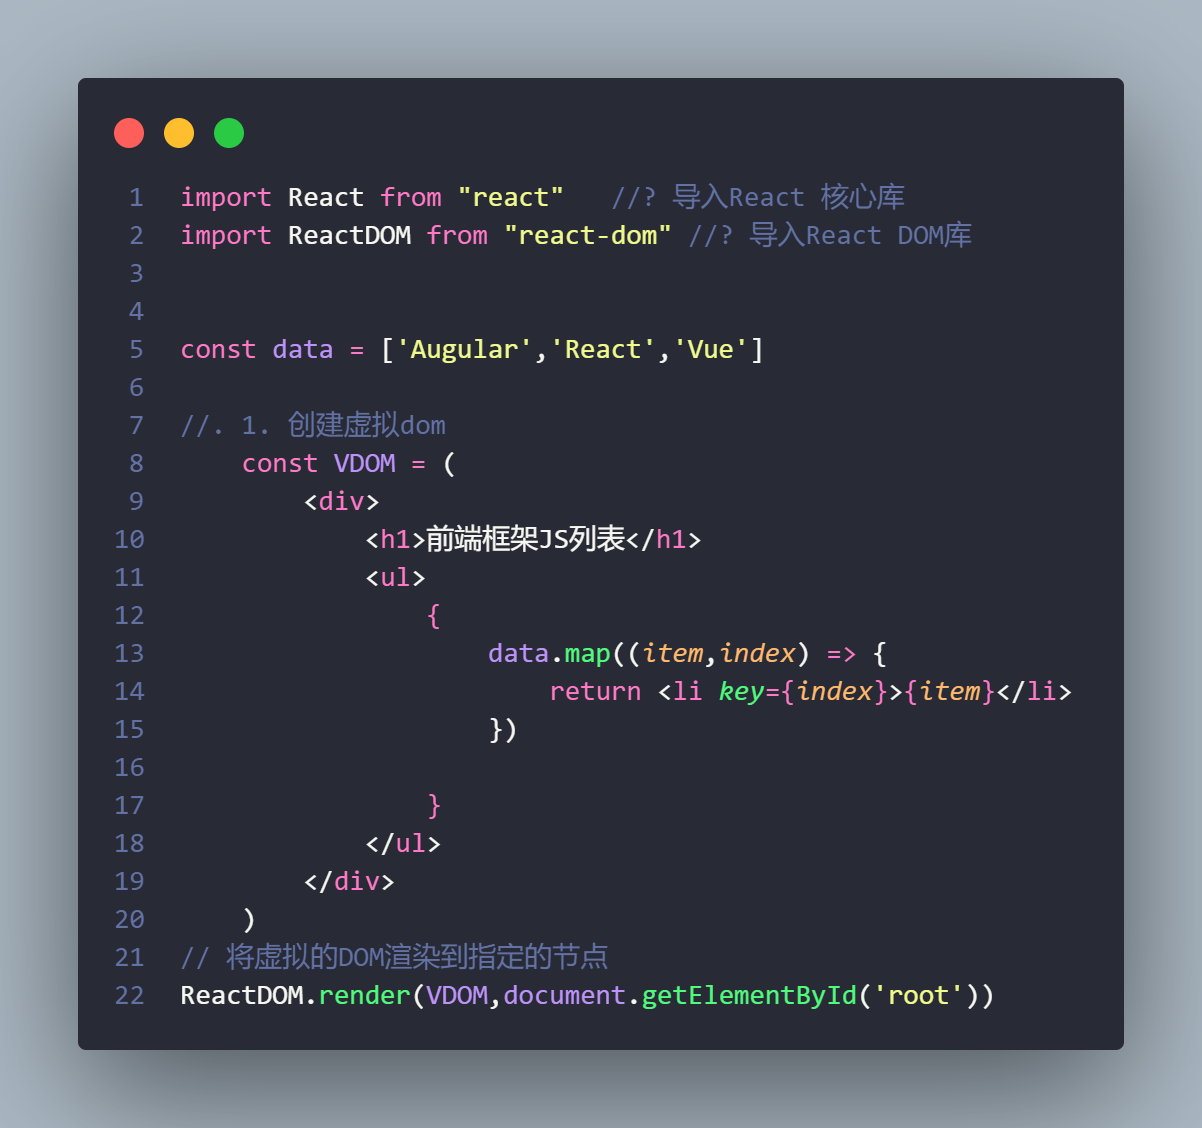 1 import React from "react" //? 导入React 核心库
2 import ReactDOM from "react-dom" //? 导入React DOM库
3
4
5 const data = ['Augular','React','Vue']
6
7 //. 1. 创建虚拟dom
8 const VDOM = (
9 <div>
10 <h1>前端框架JS列表</h1>
11 <ul>
12 {
13 data.map((item,index) => {
14 return <li key={index}>{item}</li>
15 })
16
17 }
18 </ul>
19 </div>
20 )
21 // 将虚拟的DOM渲染到指定的节点
22 ReactDOM.render(VDOM,document.getElementById('root'))